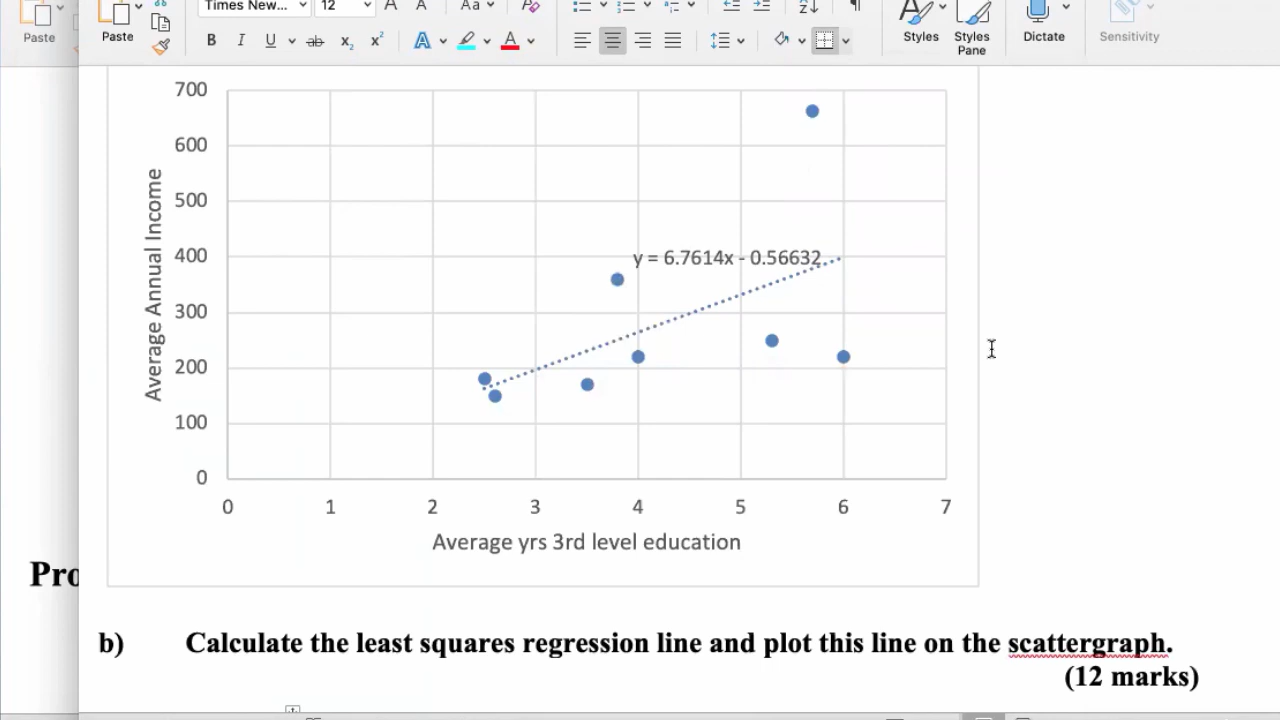 Times New... 12 A A Aa
Paste Paste B I U ab x₂ x² A A Styles Styles Pane Dictate Sensitivity
700
600
500
400
300
200
100
0
Average Annual Income
y = 6.7614x - 0.56632
0 1 2 3 4 5 6 7
Average yrs 3rd level education
Pro
b) Calculate the least squares regression line and plot this line on the scattergraph.
(12 marks)